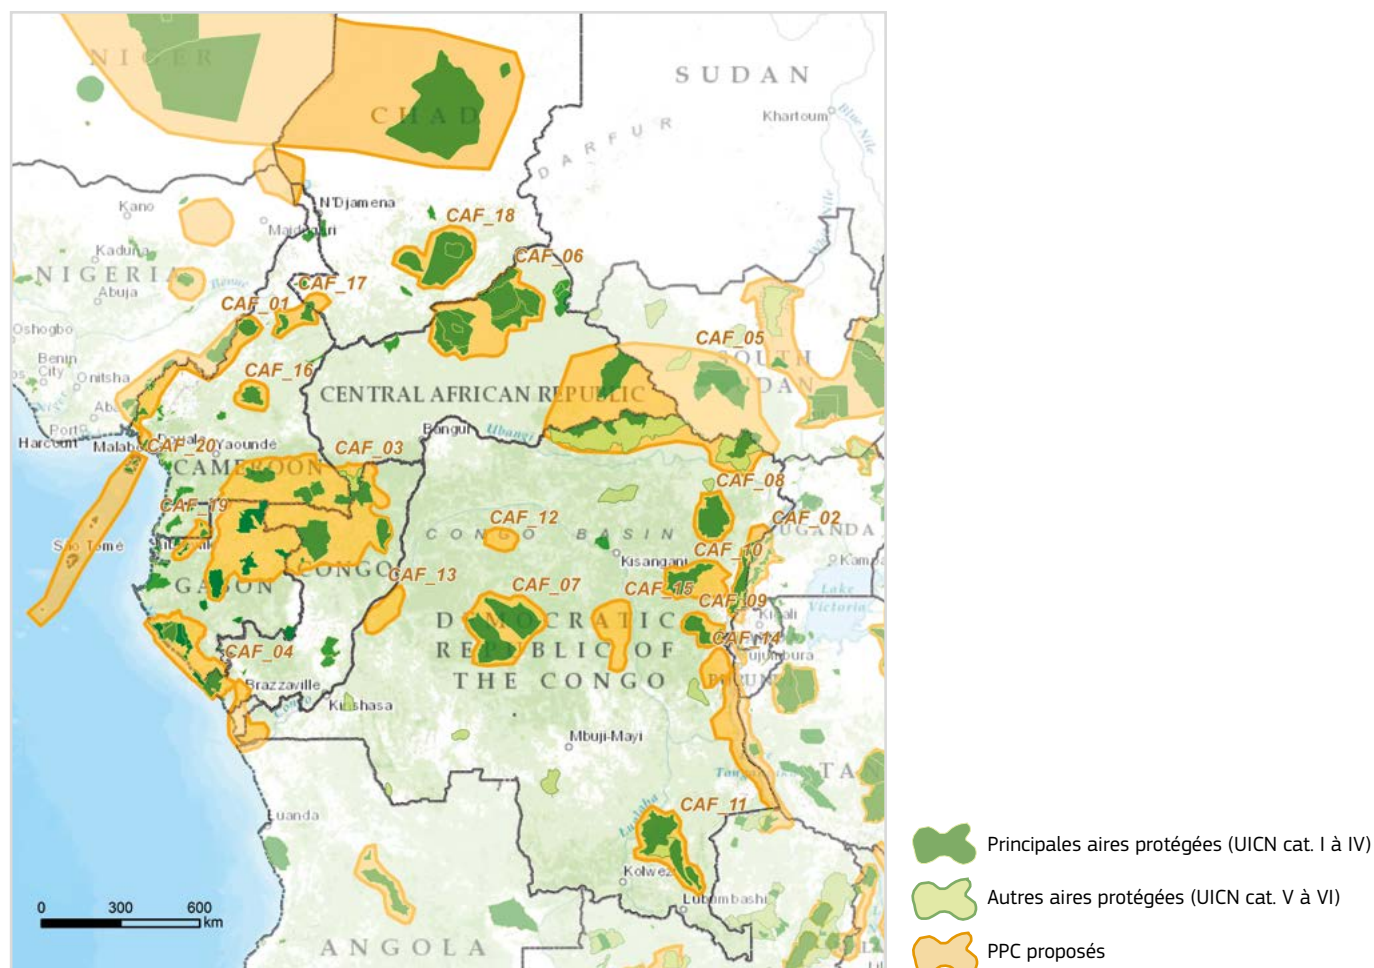 NIGER
SUDAN
CHAD
Khartoum
Blue Nile
DARFUR
N'Djamena
Kano
CAF_18
White Nile
Maiduguri
Kaduna
CAF_06
NIGERIA
CAF_17
Benue
Abuja
CAF_01
Oshogbo
CAF_05
SOUTH
SUDAN
Benin
City
Onitsha
CAF_16
CENTRAL AFRICAN REPUBLIC
Port
Harcourt
Bangui
Ubangi
Malabo
CAF_20
Yaoundé
CAF_03
CAMEROON
CAF_08
CAF_19
CAF_12
CAF_02
CONGO BASIN
UGANDA
São Tomé
CAF_10
Kisangani
GABON
CONGO
CAF_13
CAF_07
CAF_15
CAF_09
Lake
Victoria
Kigali
DEMOCRATIC
REPUBLIC OF
THE CONGO
CAF_14
CAF_04
Bujumbura
Brazzaville
Congo
Kinshasa
Mbuji-Mayi
TAN
CAF_11
Lualaba
Luanda
Kolwezi
Lubumbashi
0 300 600
km
ANGOLA
Principales aires protégées (UICN cat. I à IV)
Autres aires protégées (UICN cat. V à VI)
PPC proposés